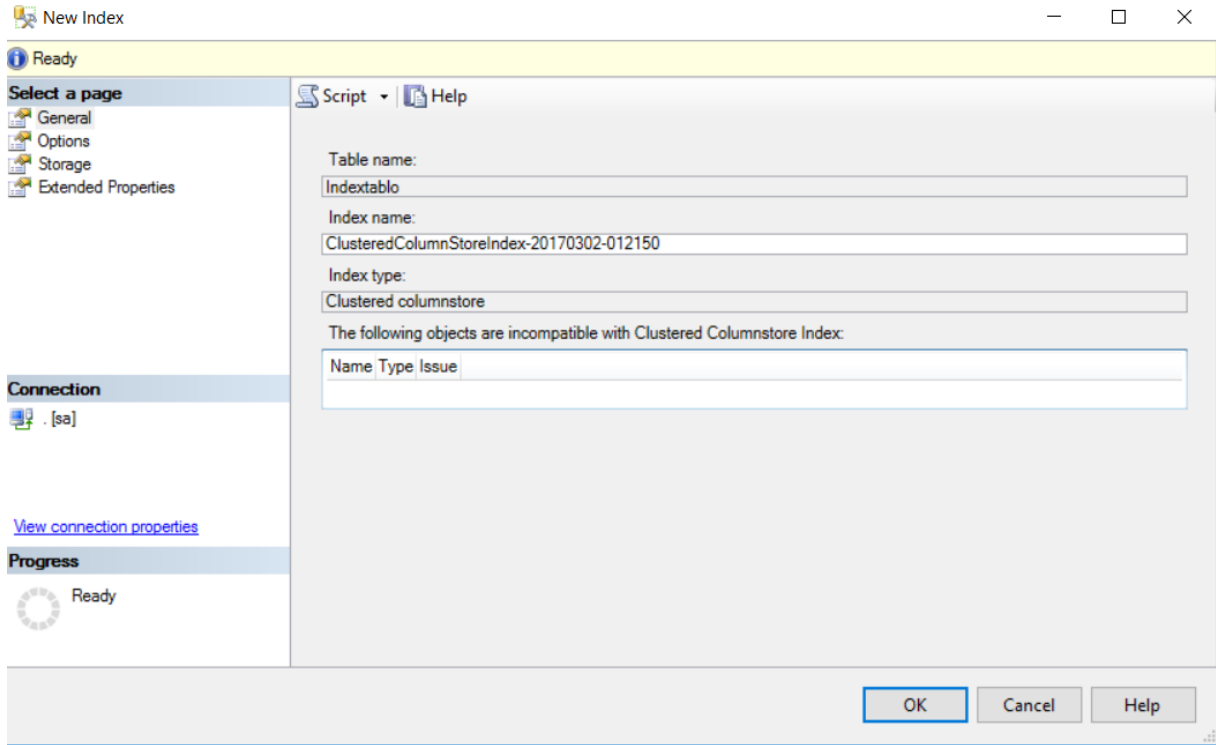 New Index
Ready
Select a page
General
Options
Storage
Extended Properties
Script
Help
Table name:
Indextablo
Index name:
ClusteredColumnStoreIndex-20170302-012150
Index type:
Clustered columnstore
The following objects are incompatible with Clustered Columnstore Index:
Name Type Issue
Connection
. [sa]
View connection properties
Progress
Ready
OK
Cancel
Help